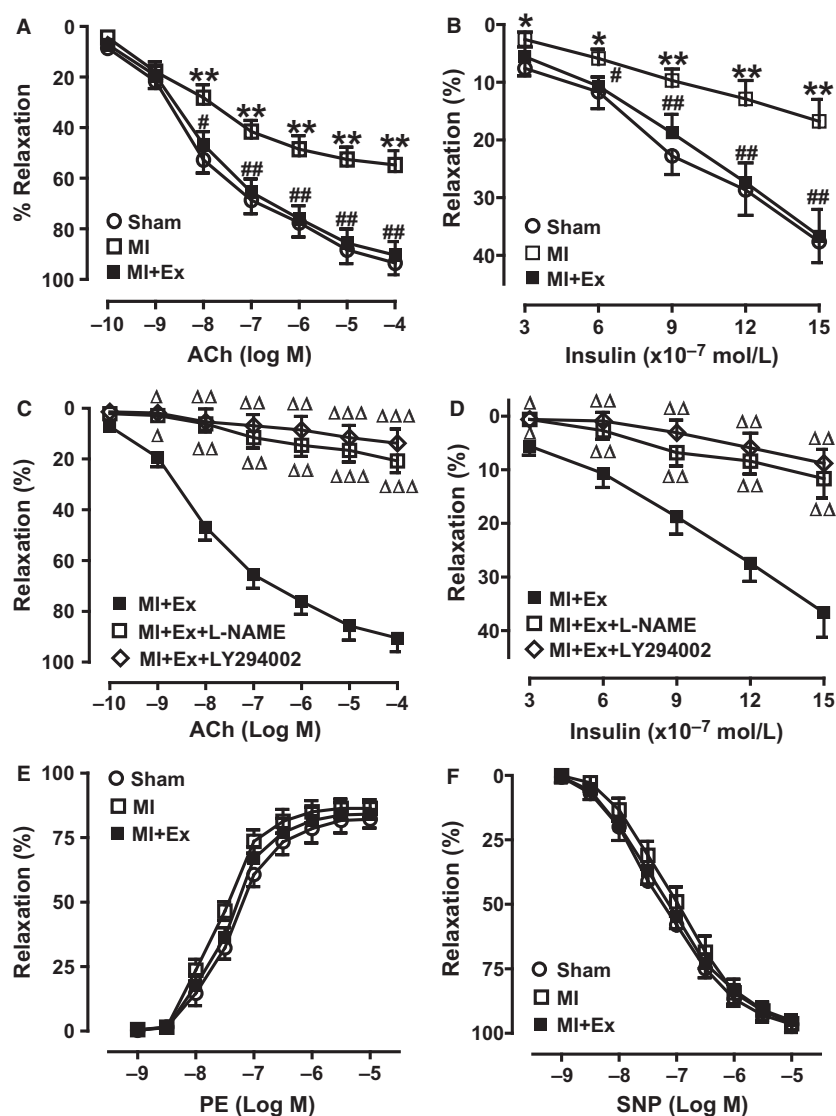 A
% Relaxation
0
20
40
60
80
100
** ** ** ** **
# ## ## ## ##
Sham
MI
MI+Ex
–10 –9 –8 –7 –6 –5 –4
ACh (log M)
B
Relaxation (%)
0
10
20
30
40
* * ** ** **
# ## ## ##
Sham
MI
MI+Ex
3 6 9 12 15
Insulin (x10⁻⁷ mol/L)
C
Relaxation (%)
0
20
40
60
80
100
Δ ΔΔ ΔΔ ΔΔ ΔΔΔ ΔΔΔ
Δ ΔΔ ΔΔ ΔΔ ΔΔΔ ΔΔΔ
MI+Ex
MI+Ex+L-NAME
MI+Ex+LY294002
–10 –9 –8 –7 –6 –5 –4
ACh (Log M)
D
Relaxation (%)
0
10
20
30
40
Δ ΔΔ ΔΔ ΔΔ ΔΔ
Δ ΔΔ ΔΔ ΔΔ ΔΔ
MI+Ex
MI+Ex+L-NAME
MI+Ex+LY294002
3 6 9 12 15
Insulin (x10⁻⁷ mol/L)
E
Relaxation (%)
100
75
50
25
0
Sham
MI
MI+Ex
–9 –8 –7 –6 –5
PE (Log M)
F
Relaxation (%)
0
25
50
75
100
Sham
MI
MI+Ex
–9 –8 –7 –6 –5
SNP (Log M)